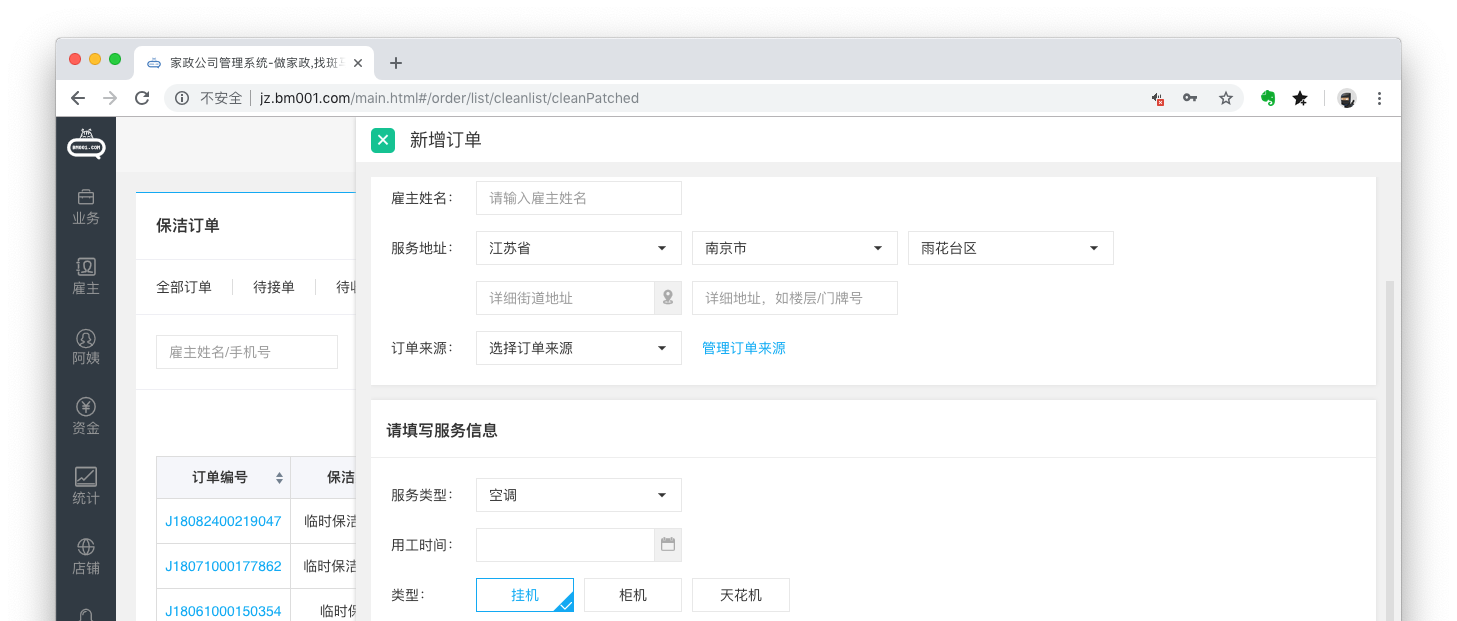 家政公司管理系统-做家政,找斑
不安全 jz.bm001.com/main.html#/order/list/cleanlist/cleanPatched
BM001.COM
新增订单
业务
雇主
阿姨
资金
统计
店铺
保洁订单
全部订单 待接单 待收
雇主姓名/手机号
订单编号 保洁
J18082400219047 临时保洁
J18071000177862 临时保洁
J18061000150354 临时保
雇主姓名： 请输入雇主姓名
服务地址： 江苏省 南京市 雨花台区
详细街道地址 详细地址，如楼层/门牌号
订单来源： 选择订单来源 管理订单来源
请填写服务信息
服务类型： 空调
用工时间：
类型： 挂机 柜机 天花机